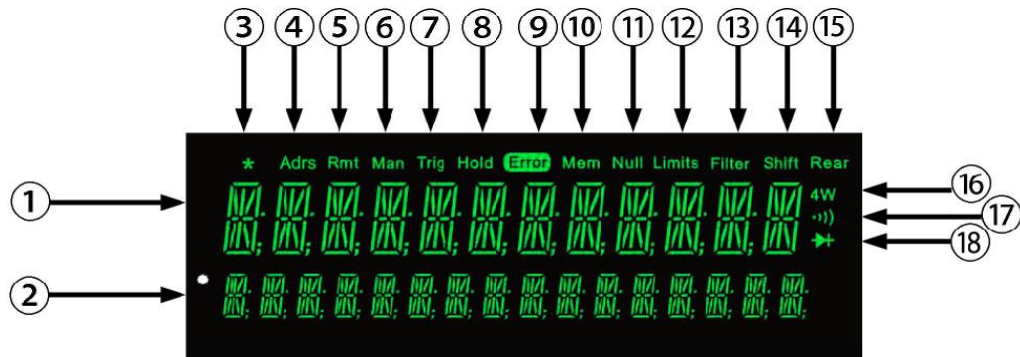 ③ ④ ⑤ ⑥ ⑦ ⑧ ⑨ ⑩ ⑪ ⑫ ⑬ ⑭ ⑮
* Adrs Rmt Man Trig Hold Error Mem Null Limits Filter Shift Rear
① 4W ⑯
⑰
⑱
②